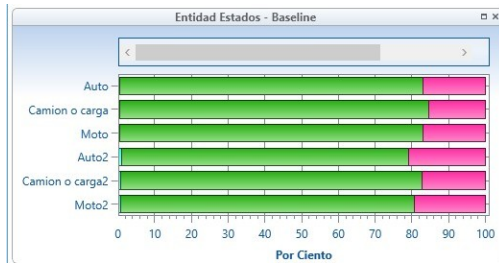 Entidad Estados - Baseline
Auto
Camion o carga
Moto
Auto2
Camion o carga2
Moto2
0 10 20 30 40 50 60 70 80 90 100
Por Ciento